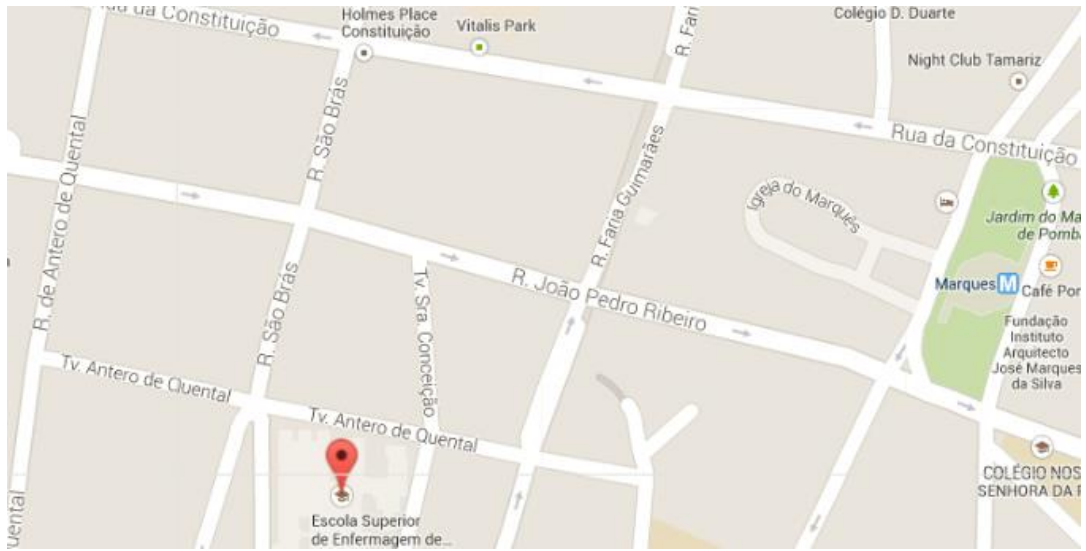 ua da Constituição
Holmes Place
Constituição
Vitalis Park
R. Fari
Colégio D. Duarte
Night Club Tamariz
Rua da Constituição
R. de Antero de Quental
R. São Brás
R. Faria Guimarães
Igreja do Marquês
Jardim do Ma
de Pomba
Marques M
Café Por
R. João Pedro Ribeiro
Fundação
Instituto
Arquitecto
José Marques
da Silva
R. São Brás
Tv. Sra. Conceição
Tv. Antero de Quental
Tv. Antero de Quental
COLÉGIO NOS
SENHORA DA
uental
Escola Superior
de Enfermagem de...